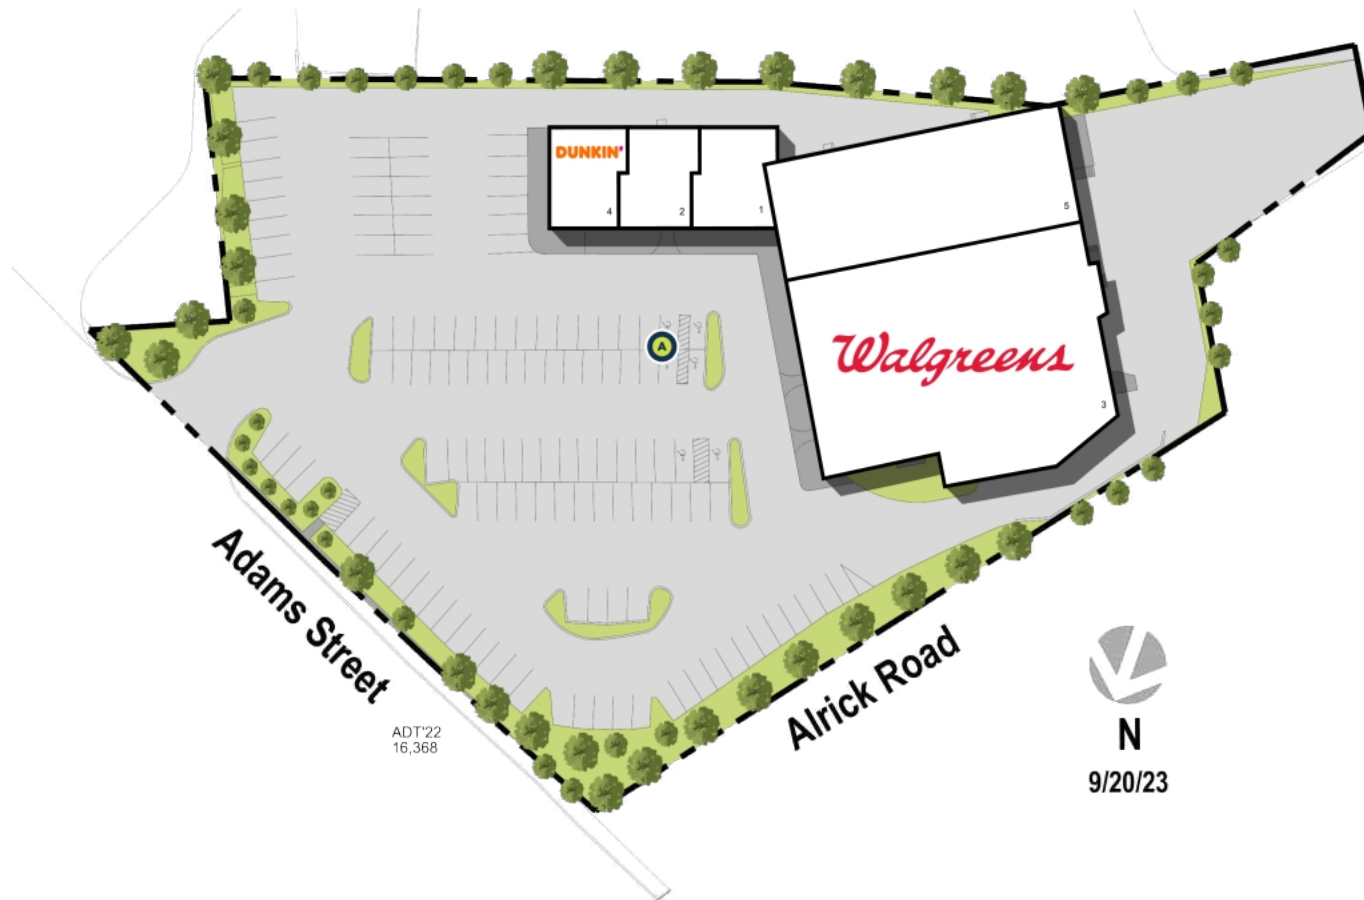 DUNKIN'
4
2
1
5
A
Walgreens
3
Adams Street
Alrick Road
ADT'22
16,368
N
9/20/23